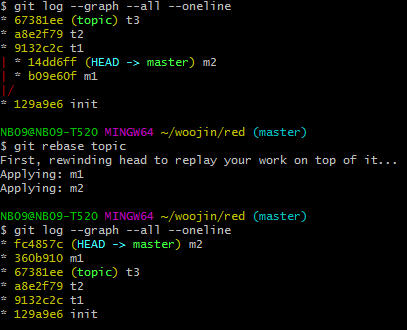 $ git log --graph --all --oneline
* 67381ee (topic) t3
* a8e2f79 t2
* 9132c2c t1
| * 14dd6ff (HEAD -> master) m2
| * b09e60f m1
|/
* 129a9e6 init
NB09@NB09-T520 MINGW64 ~/woojin/red (master)
$ git rebase topic
First, rewinding head to replay your work on top of it...
Applying: m1
Applying: m2
NB09@NB09-T520 MINGW64 ~/woojin/red (master)
$ git log --graph --all --oneline
* fc4857c (HEAD -> master) m2
* 360b910 m1
* 67381ee (topic) t3
* a8e2f79 t2
* 9132c2c t1
* 129a9e6 init